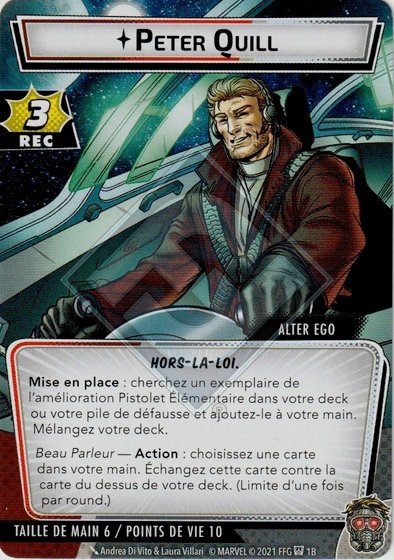 PETER QUILL
3
REC
ALTER EGO
HORS-LA-LOI.
Mise en place : cherchez un exemplaire de
l'amélioration Pistolet Élémentaire dans votre deck
ou votre pile de défausse et ajoutez-le à votre main.
Mélangez votre deck.
Beau Parleur — Action : choisissez une carte
dans votre main. Échangez cette carte contre la
carte du dessus de votre deck. (Limite d'une fois
par round.)
TAILLE DE MAIN 6 / POINTS DE VIE 10
Andrea Di Vito & Laura Villari © MARVEL © 2021 FFG 1B